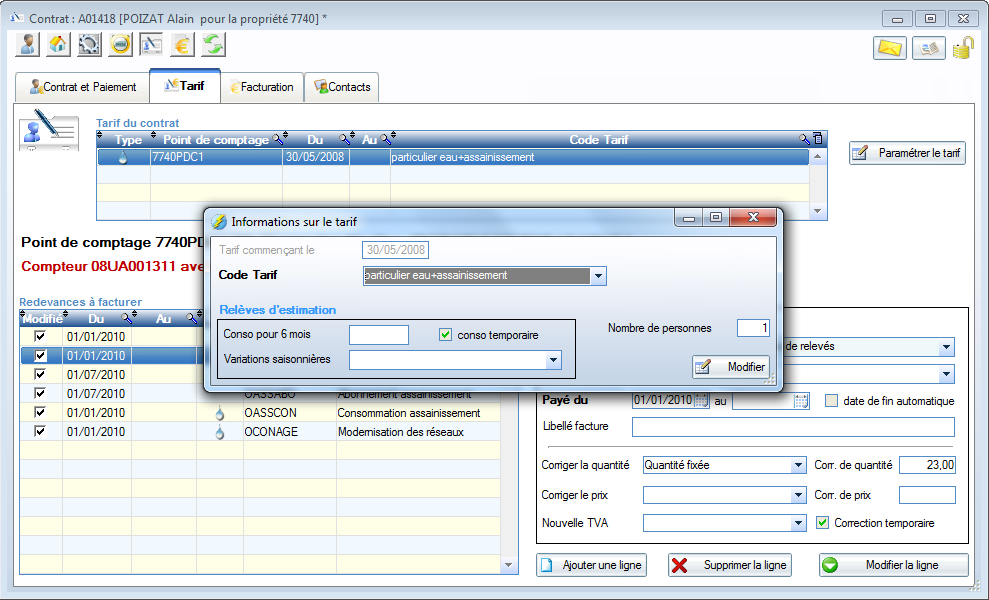 Contrat : A01418 [POIZAT Alain  pour la propriété 7740] *
Contrat et Paiement
Tarif
Facturation
Contacts
Tarif du contrat
Type Point de comptage Du Au Code Tarif
7740PDC1 30/05/2008 particulier eau+assainissement
Paramétrer le tarif
Informations sur le tarif
Point de comptage 7740PD
Compteur 08UA001311 ave
Tarif commençant le 30/05/2008
Code Tarif particulier eau+assainissement
Relèves d'estimation
Conso pour 6 mois conso temporaire
Nombre de personnes 1
Variations saisonnières
Modifier
Redevances à facturer
Modifié Du Au
01/01/2010
01/01/2010
de relevés
01/07/2010
01/07/2010 OASSABO Abonnement assainissement
01/01/2010 OASSCON Consommation assainissement
01/01/2010 OCONAGE Modernisation des réseaux
Payé du 01/01/2010 au date de fin automatique
Libellé facture
Corriger la quantité Quantité fixée Corr. de quantité 23,00
Corriger le prix Corr. de prix
Nouvelle TVA Correction temporaire
Ajouter une ligne
Supprimer la ligne
Modifier la ligne